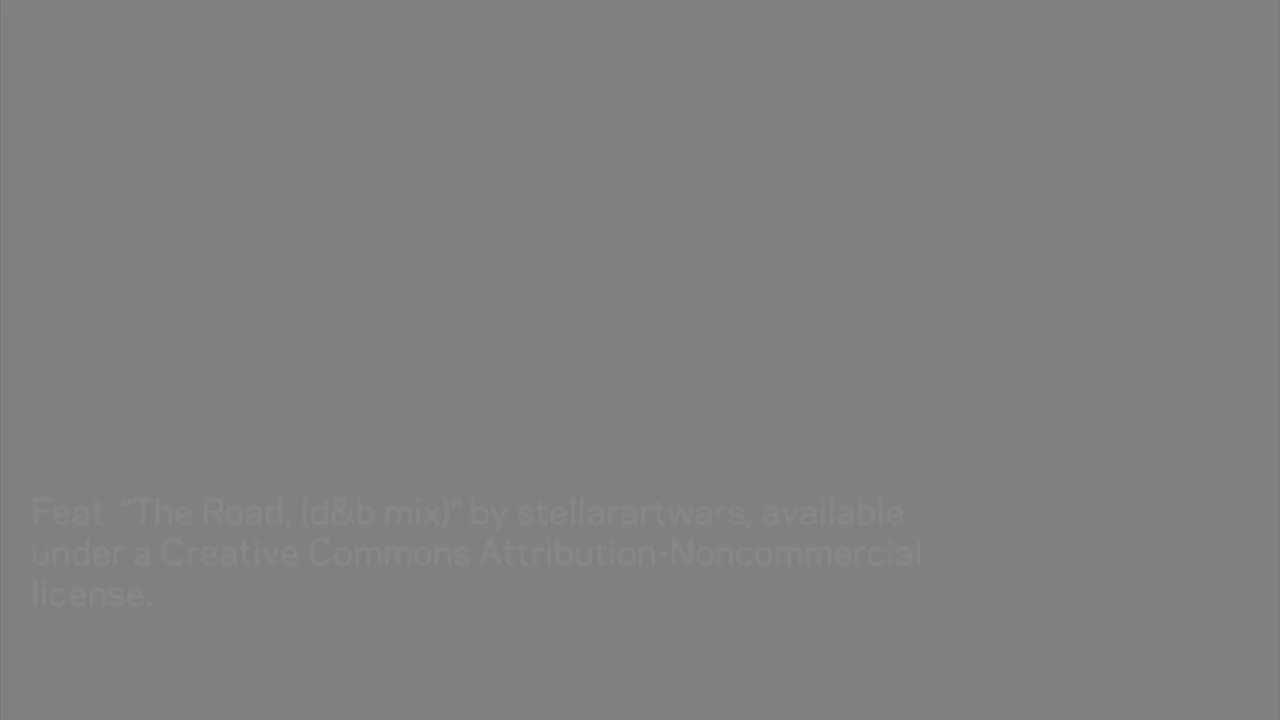 Feat. "The Road, (d&b mix)" by stellarartwars, available
under a Creative Commons Attribution-Noncommercial
license.